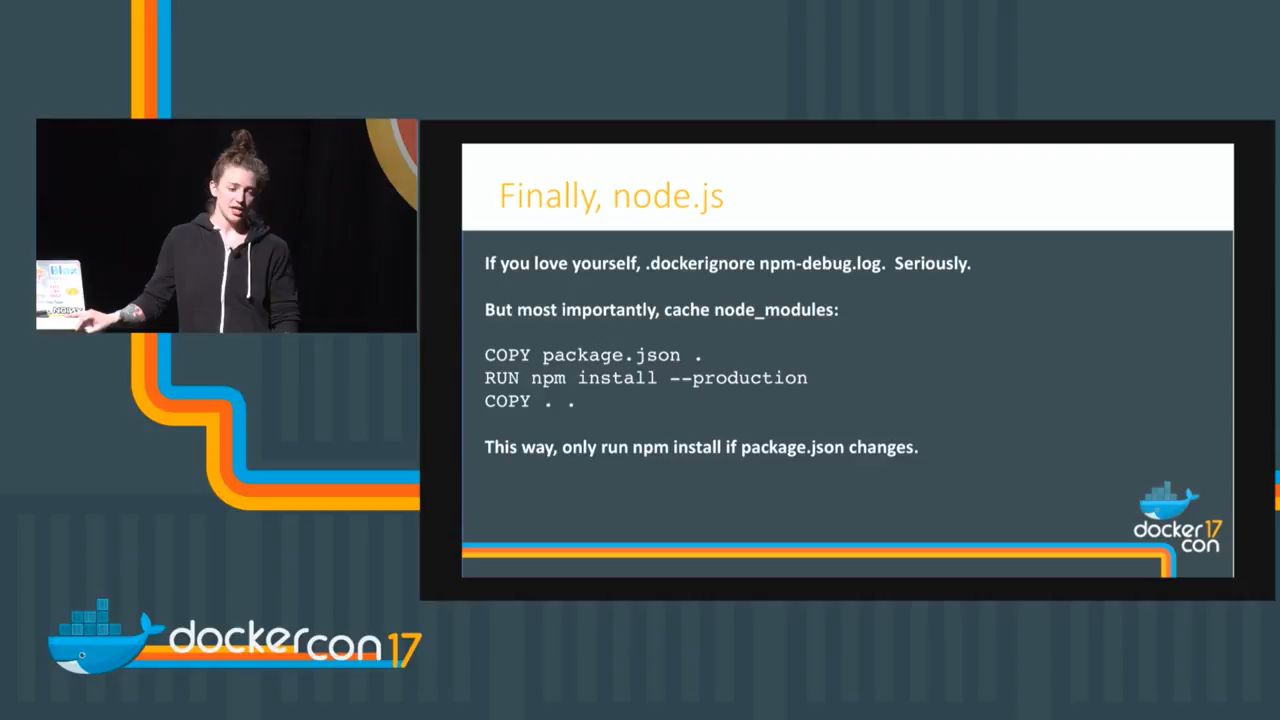 Finally, node.js
If you love yourself, .dockerignore npm-debug.log. Seriously.
But most importantly, cache node_modules:
COPY package.json .
RUN npm install --production
COPY . .
This way, only run npm install if package.json changes.
docker 17
con
dockercon 17